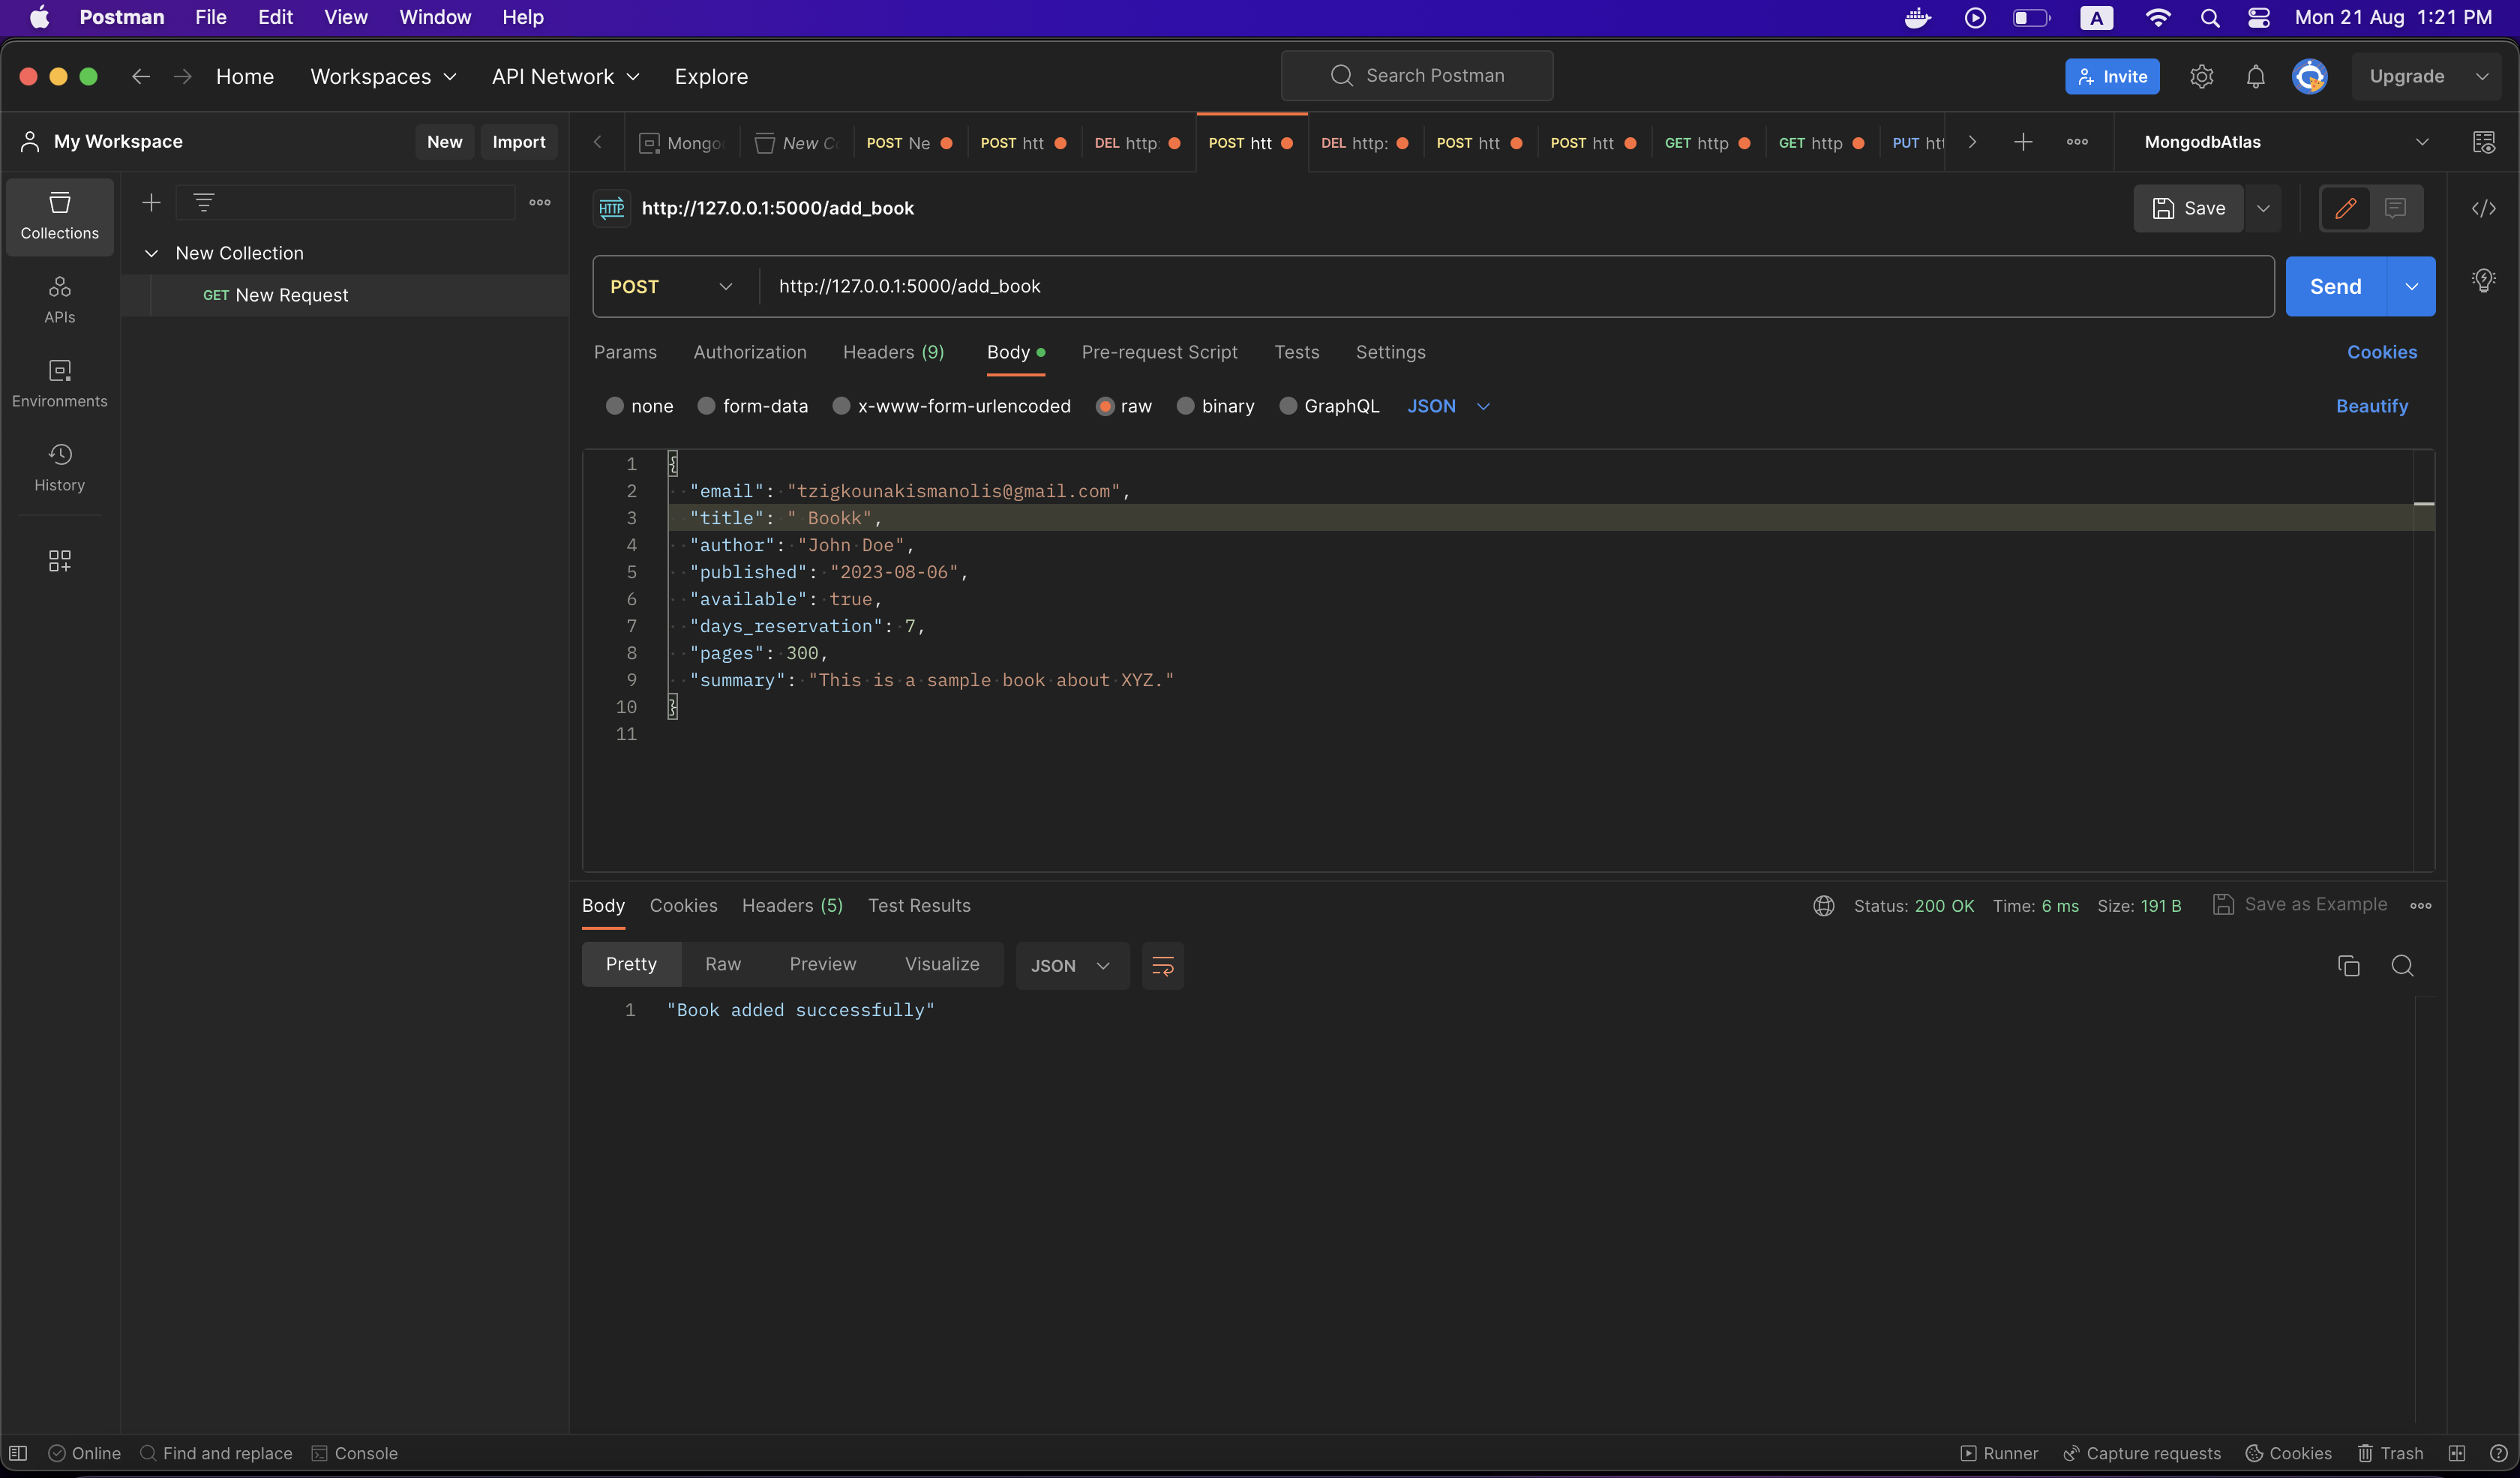 Postman File Edit View Window Help A Mon 21 Aug 1:21 PM
Home Workspaces API Network Explore Search Postman Invite Upgrade
My Workspace New Import Mongo New C POST Ne POST htt DEL http: POST htt DEL http: POST htt POST htt GET http GET http PUT htt MongodbAtlas
Collections
APIs
Environments
History
New Collection
GET New Request
HTTP http://127.0.0.1:5000/add_book Save
POST http://127.0.0.1:5000/add_book Send
Params Authorization Headers (9) Body Pre-request Script Tests Settings Cookies
none form-data x-www-form-urlencoded raw binary GraphQL JSON Beautify
1 {
2 "email": "tzigkounakismanolis@gmail.com",
3 "title": " Bookk",
4 "author": "John Doe",
5 "published": "2023-08-06",
6 "available": true,
7 "days_reservation": 7,
8 "pages": 300,
9 "summary": "This is a sample book about XYZ."
10 }
11
Body Cookies Headers (5) Test Results Status: 200 OK Time: 6 ms Size: 191 B Save as Example
Pretty Raw Preview Visualize JSON
1 "Book added successfully"
Online Find and replace Console Runner Capture requests Cookies Trash